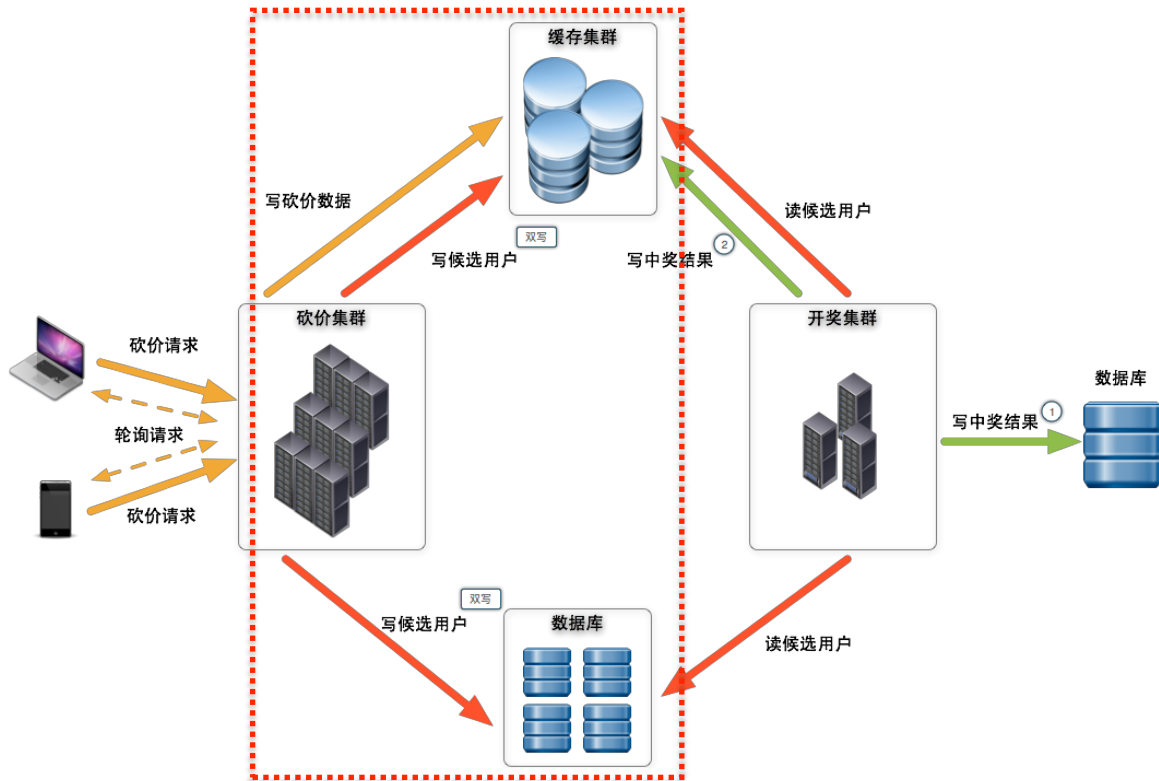 缓存集群
写砍价数据
读候选用户
双写
写候选用户
写中奖结果
2
砍价集群
开奖集群
砍价请求
数据库
写中奖结果
1
轮询请求
砍价请求
双写
写候选用户
数据库
读候选用户